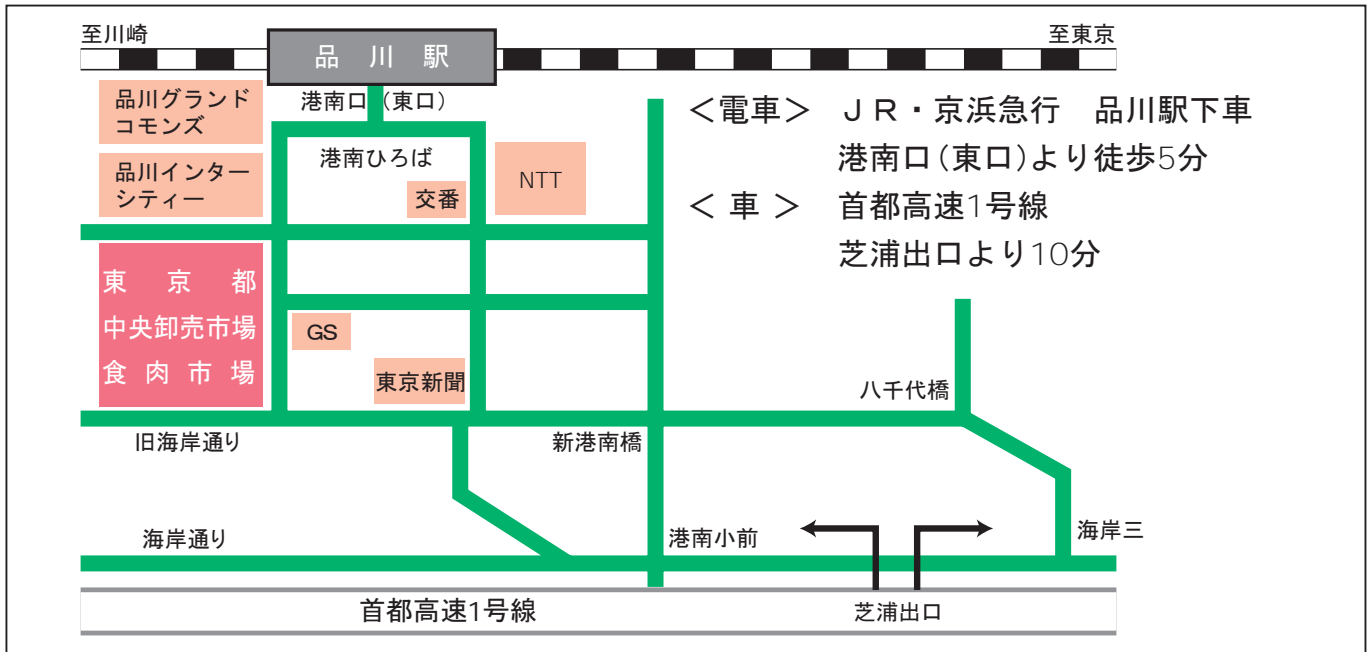 至川崎
至東京
品川駅
品川グランド
コモンズ
港南口(東口)
<電車> JR・京浜急行 品川駅下車
港南口(東口)より徒歩5分
<車> 首都高速1号線
芝浦出口より10分
品川インター
シティー
港南ひろば
交番
NTT
東京都
中央卸売市場
食肉市場
GS
東京新聞
八千代橋
旧海岸通り
新港南橋
海岸通り
港南小前
海岸三
首都高速1号線
芝浦出口